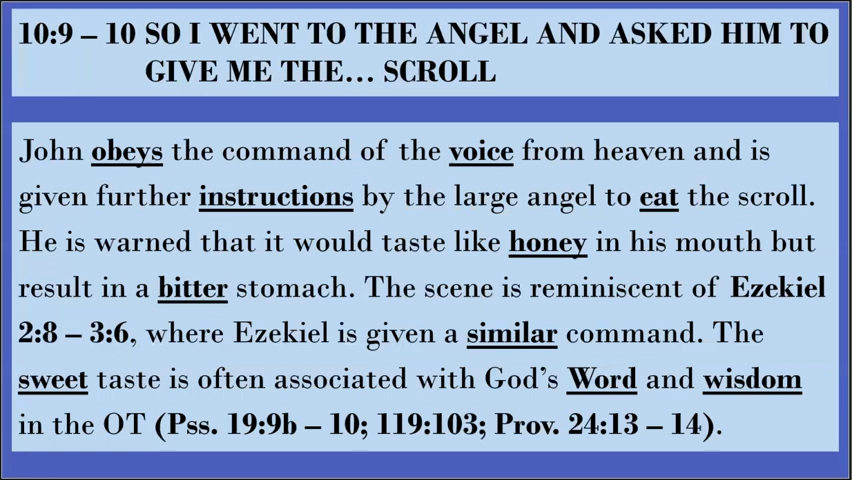 10:9 – 10 SO I WENT TO THE ANGEL AND ASKED HIM TO
GIVE ME THE... SCROLL
John obeys the command of the voice from heaven and is
given further instructions by the large angel to eat the scroll.
He is warned that it would taste like honey in his mouth but
result in a bitter stomach. The scene is reminiscent of Ezekiel
2:8 – 3:6, where Ezekiel is given a similar command. The
sweet taste is often associated with God's Word and wisdom
in the OT (Pss. 19:9b – 10; 119:103; Prov. 24:13 – 14).